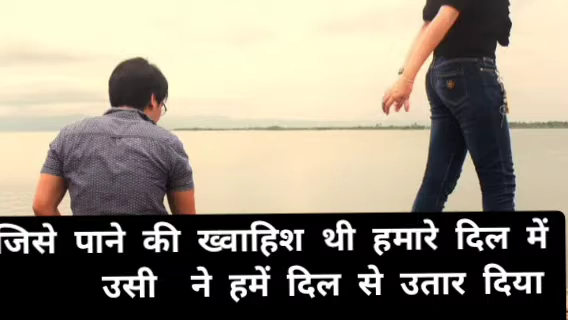 जिसे पाने की ख्वाहिश थी हमारे दिल में
उसी ने हमें दिल से उतार दिया